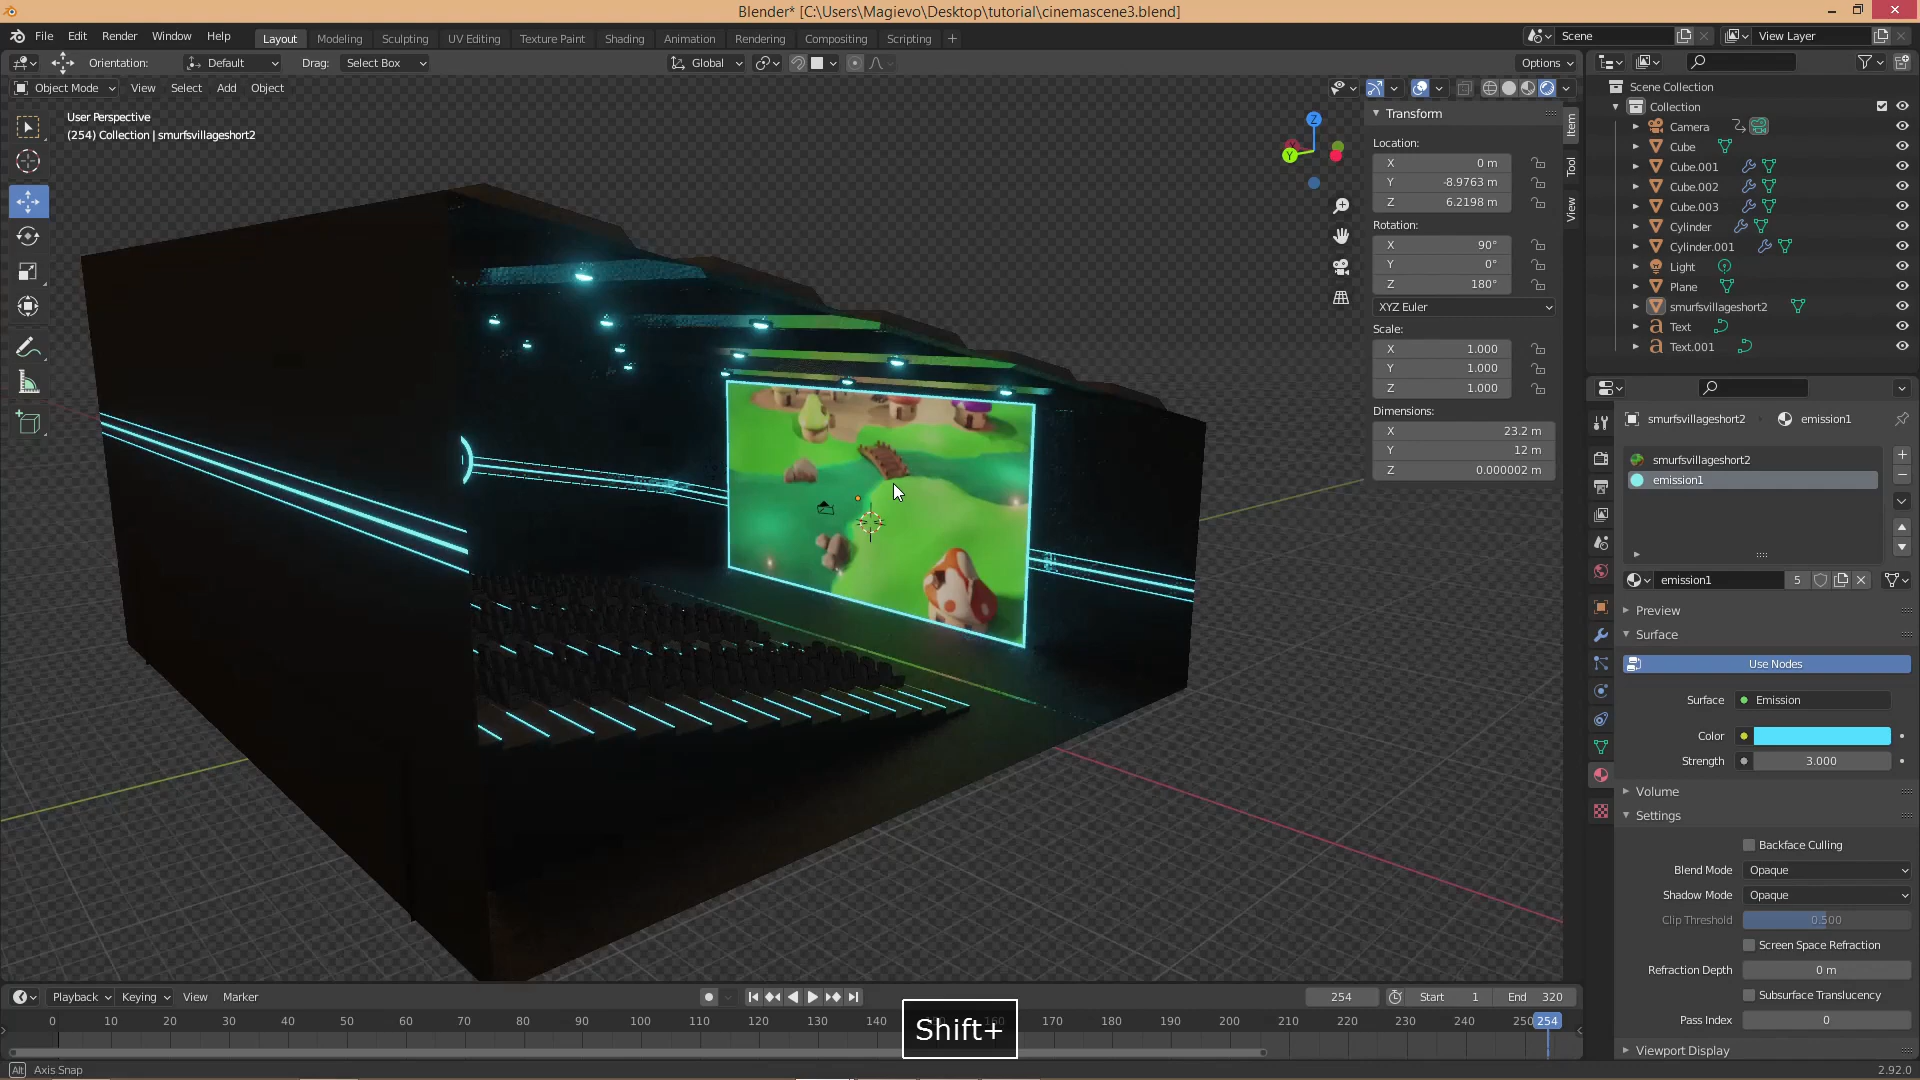 Blender* [C:\Users\Magievo\Desktop\tutorial\cinemascene3.blend]
File Edit Render Window Help
Layout Modeling Sculpting UV Editing Texture Paint Shading Animation Rendering Compositing Scripting +
Scene
View Layer
Orientation: Default Drag: Select Box
Global
Options
Object Mode View Select Add Object
User Perspective
(254) Collection | smurfsvillageshort2
Z
Y
Transform
Location:
X 0 m
Y -8.9763 m
Z 6.2198 m
Rotation:
X 90°
Y 0°
Z 180°
XYZ Euler
Scale:
X 1.000
Y 1.000
Z 1.000
Dimensions:
X 23.2 m
Y 12 m
Z 0.000002 m
Item
Tool
View
Scene Collection
Collection
Camera
Cube
Cube.001
Cube.002
Cube.003
Cylinder
Cylinder.001
Light
Plane
smurfsvillageshort2
Text
Text.001
smurfsvillageshort2 emission1
smurfsvillageshort2
emission1
emission1 5
Preview
Surface
Use Nodes
Surface Emission
Color
Strength 3.000
Volume
Settings
Backface Culling
Blend Mode Opaque
Shadow Mode Opaque
Clip Threshold 0.500
Screen Space Refraction
Refraction Depth 0 m
Subsurface Translucency
Pass Index 0
Viewport Display
Playback Keying View Marker
254 Start 1 End 320
0 10 20 30 40 50 60 70 80 90 100 110 120 130 140 150 160 170 180 190 200 210 220 230 240 250 254
Shift+
Alt Axis Snap
2.92.0